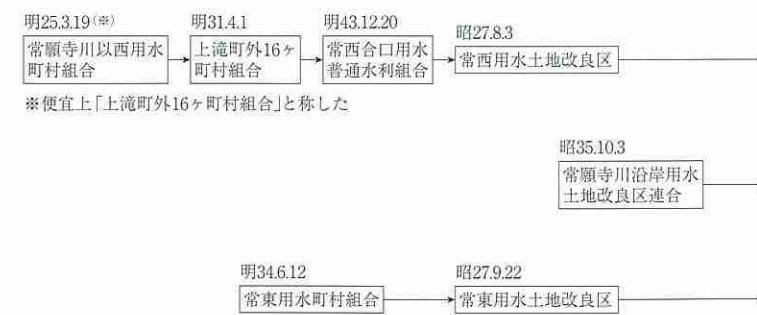 明25.3.19(※)
常願寺川以西用水
町村組合
明31.4.1
上滝町外16ヶ
町村組合
明43.12.20
常西合口用水
普通水利組合
昭27.8.3
常西用水土地改良区
※便宜上「上滝町外16ヶ町村組合」と称した
昭35.10.3
常願寺川沿岸用水
土地改良区連合
明34.6.12
常東用水町村組合
昭27.9.22
常東用水土地改良区